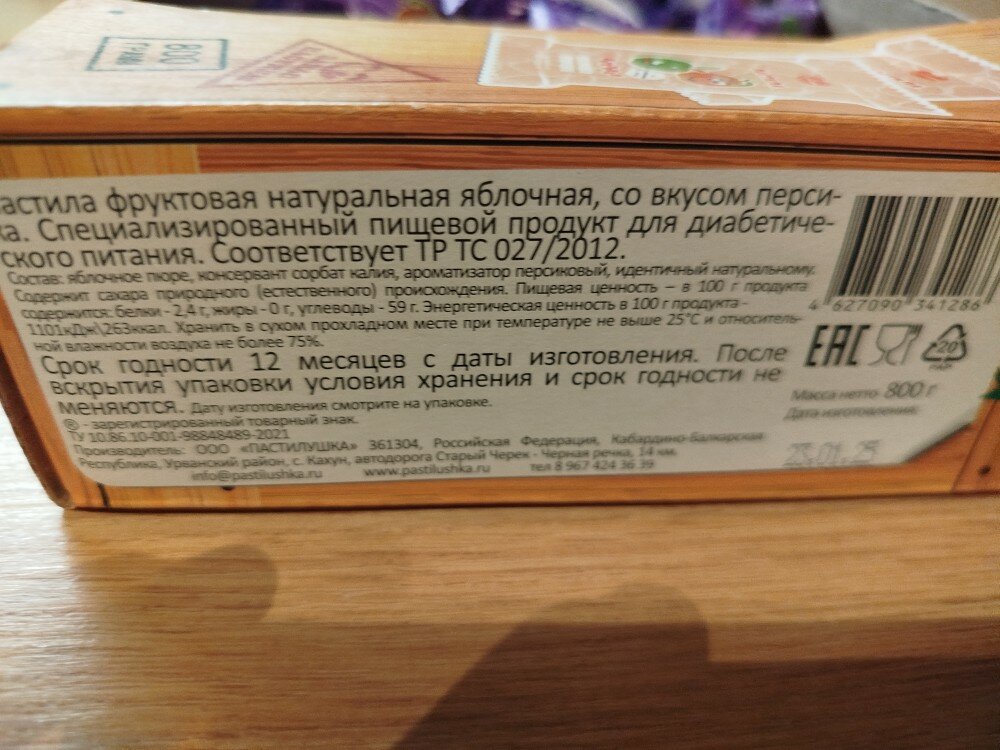 800
ГРАММ
астила фруктовая натуральная яблочная, со вкусом перси-
ка. Специализированный пищевой продукт для диабетиче-
ского питания. Соответствует ТР ТС 027/2012.
Состав: яблочное пюре, консервант сорбат калия, ароматизатор персиковый, идентичный натуральному.
Содержит сахара природного (естественного) происхождения. Пищевая ценность – в 100 г продукта
содержится: белки - 2,4 г, жиры - 0 г, углеводы - 59 г. Энергетическая ценность в 100 г продукта -
1101кДж\263ккал. Хранить в сухом прохладном месте при температуре не выше 25°С и относитель-
ной влажности воздуха не более 75%.
Срок годности 12 месяцев с даты изготовления. После
вскрытия упаковки условия хранения и срок годности не
меняются. Дату изготовления смотрите на упаковке.
® - зарегистрированный товарный знак.
ТУ 10.86.10-001-98848489-2021
Производитель: ООО «ПАСТИЛУШКА» 361304, Российская Федерация, Кабардино-Балкарская
Республика, Урванский район, с. Кахун, автодорога Старый Черек - Черная речка, 14 км.
info@pastilushka.ru www.pastilushka.ru тел 8 967 424 36 39
4 627090 341286
EAC
20
PAP
Масса нетто 800 г
Дата изготовления:
23.01.25